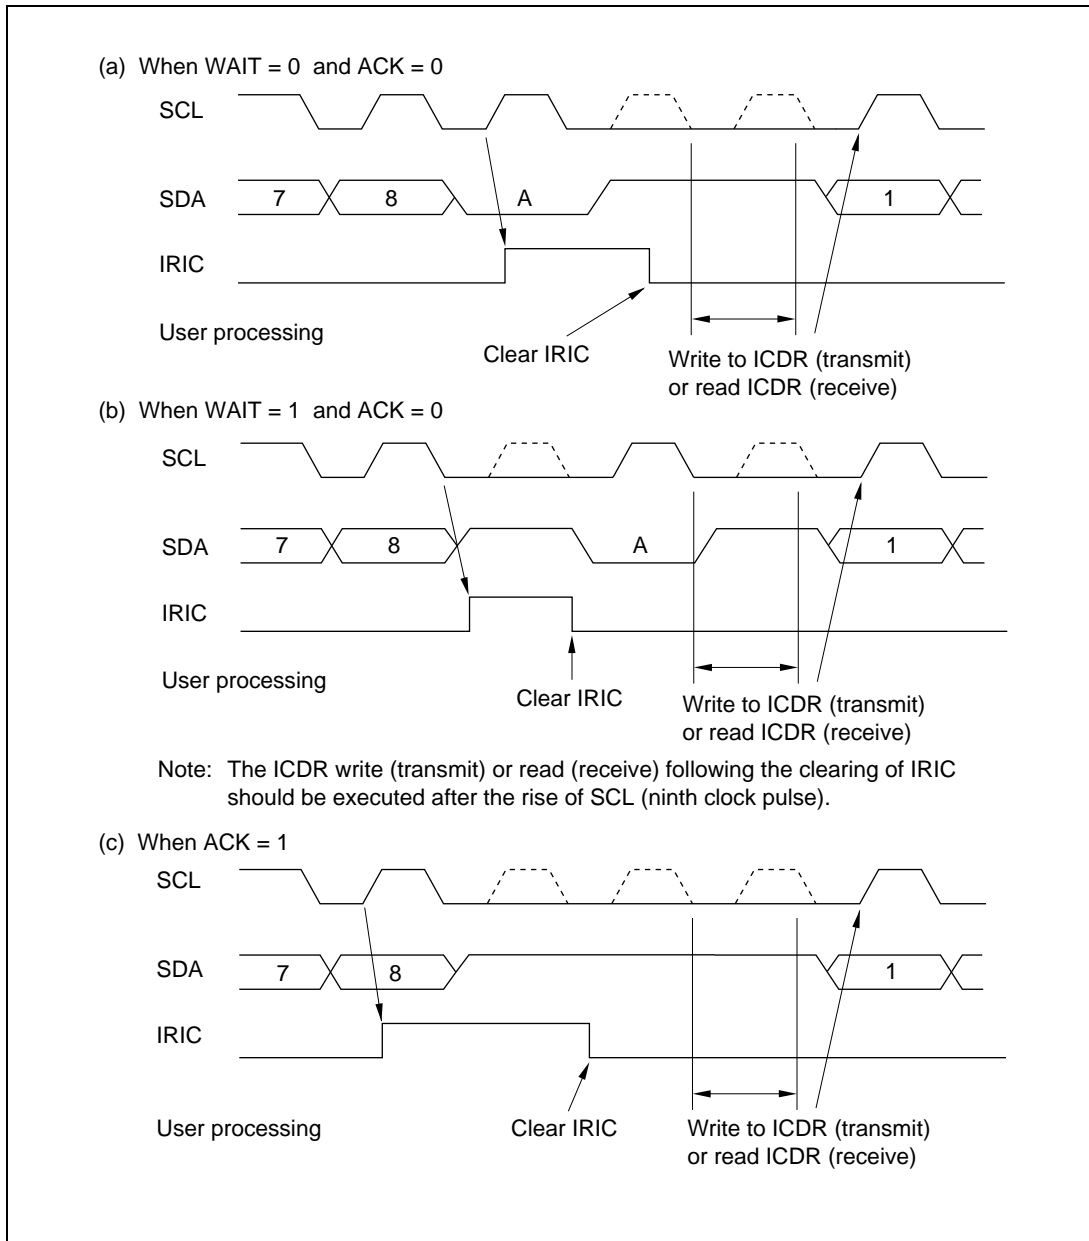 (a) When WAIT = 0 and ACK = 0
SCL
SDA
7 8 A 1
IRIC
User processing
Clear IRIC
Write to ICDR (transmit)
or read ICDR (receive)
(b) When WAIT = 1 and ACK = 0
SCL
SDA
7 8 A 1
IRIC
User processing
Clear IRIC
Write to ICDR (transmit)
or read ICDR (receive)
Note: The ICDR write (transmit) or read (receive) following the clearing of IRIC
should be executed after the rise of SCL (ninth clock pulse).
(c) When ACK = 1
SCL
SDA
7 8 1
IRIC
User processing
Clear IRIC
Write to ICDR (transmit)
or read ICDR (receive)